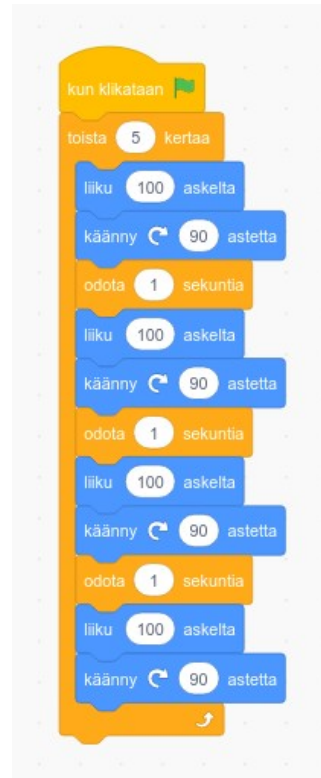 kun klikataan
toista 5 kertaa
liiku 100 askelta
käänny 90 astetta
odota 1 sekuntia
liiku 100 askelta
käänny 90 astetta
odota 1 sekuntia
liiku 100 askelta
käänny 90 astetta
odota 1 sekuntia
liiku 100 askelta
käänny 90 astetta